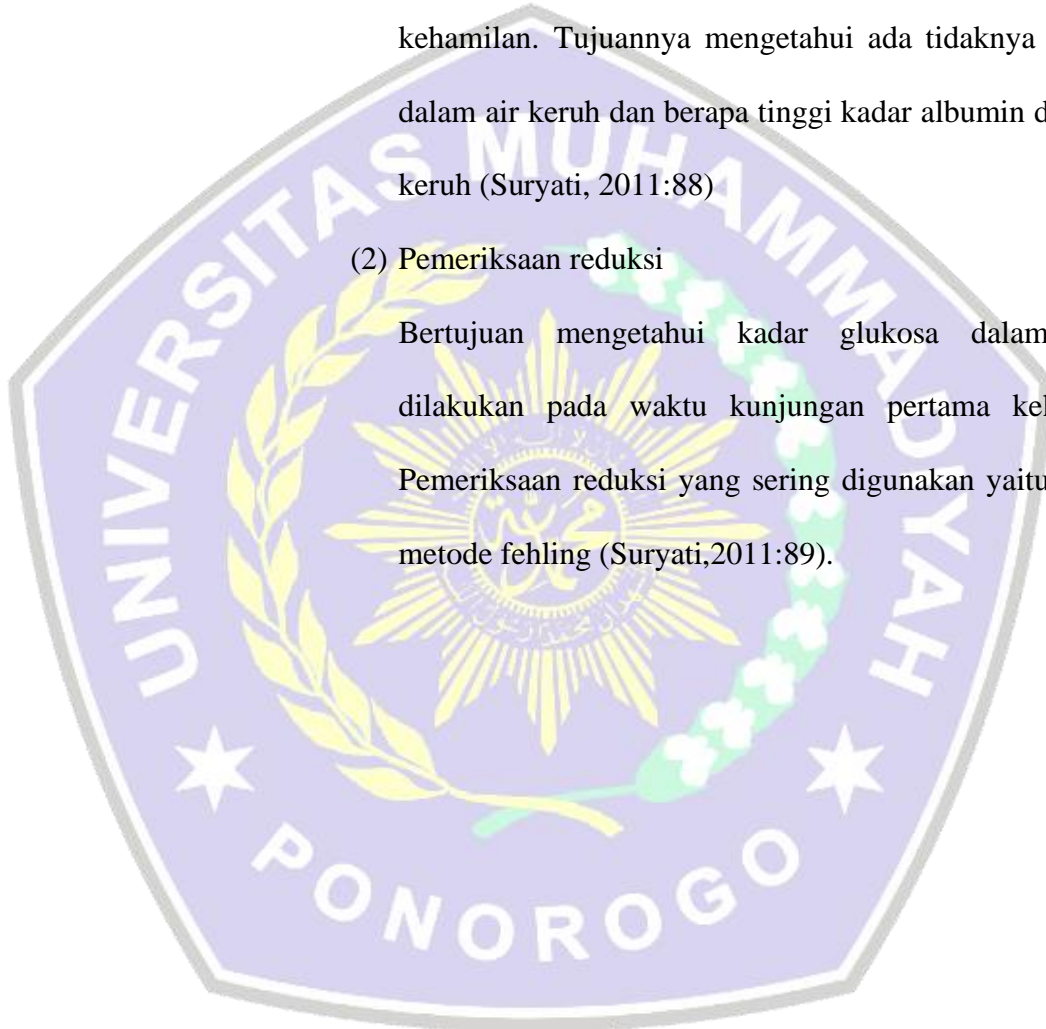 kehamilan. Tujuannya mengetahui ada tidaknya
dalam air keruh dan berapa tinggi kadar albumin d
keruh (Suryati, 2011:88)
(2) Pemeriksaan reduksi
Bertujuan mengetahui kadar glukosa dalam
dilakukan pada waktu kunjungan pertama ke
Pemeriksaan reduksi yang sering digunakan yaitu
metode fehling (Suryati,2011:89).
UNIVERSITAS MUHAMMADIYAH
PONOROGO
محمد